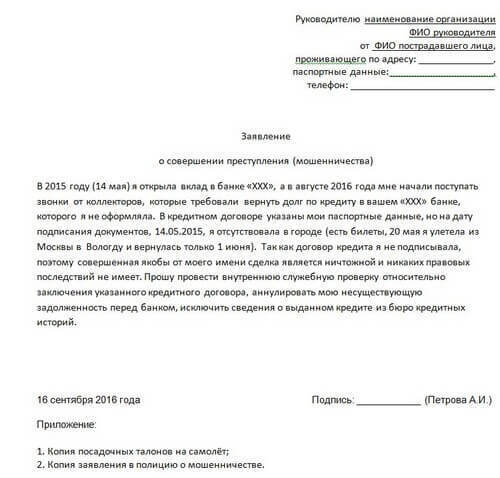 Руководителю наименование организации
ФИО руководителя
от ФИО пострадавшего лица,
проживающего по адресу: ______________,
паспортные данные:____________________,
телефон: ___________________________
Заявление
о совершении преступления (мошенничества)
В 2015 году (14 мая) я открыла вклад в банке «XXX», а в августе 2016 года мне начали поступать
звонки от коллекторов, которые требовали вернуть долг по кредиту в вашем «XXX» банке,
которого я не оформляла. В кредитном договоре указаны мои паспортные данные, но на дату
подписания документов, 14.05.2015, я отсутствовала в городе (есть билеты, 20 мая я улетела из
Москвы в Вологду и вернулась только 1 июня). Так как договор кредита я не подписывала,
поэтому совершенная якобы от моего имени сделка является ничтожной и никаких правовых
последствий не имеет. Прошу провести внутреннюю служебную проверку относительно
заключения указанного кредитного договора, аннулировать мою несуществующую
задолженность перед банком, исключить сведения о выданном кредите из бюро кредитных
историй.
16 сентября 2016 года Подпись: ____________ (Петрова А.И.)
Приложение:
1. Копия посадочных талонов на самолёт;
2. Копия заявления в полицию о мошенничестве.